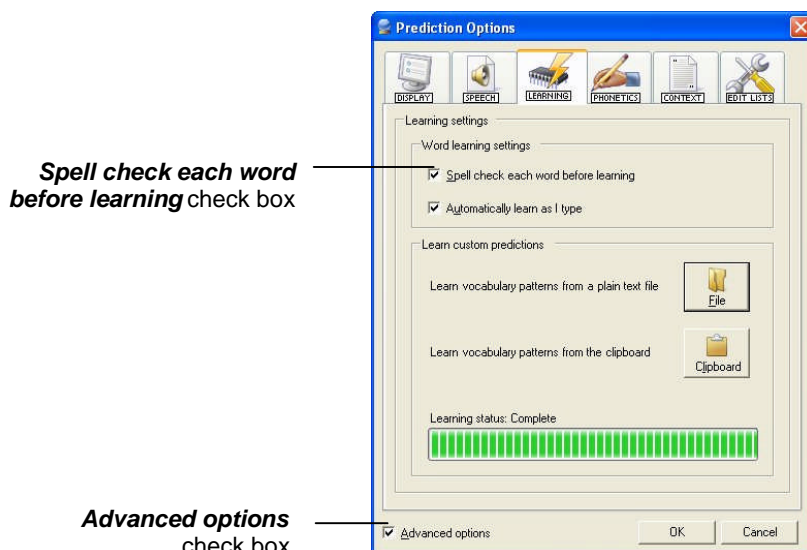 Prediction Options
DISPLAY SPEECH LEARNING PHONETICS CONTEXT EDIT LISTS
Learning settings
Word learning settings
Spell check each word
before learning check box
Spell check each word before learning
Automatically learn as I type
Learn custom predictions
Learn vocabulary patterns from a plain text file
File
Learn vocabulary patterns from the clipboard
Clipboard
Learning status: Complete
Advanced options
check box
Advanced options OK Cancel